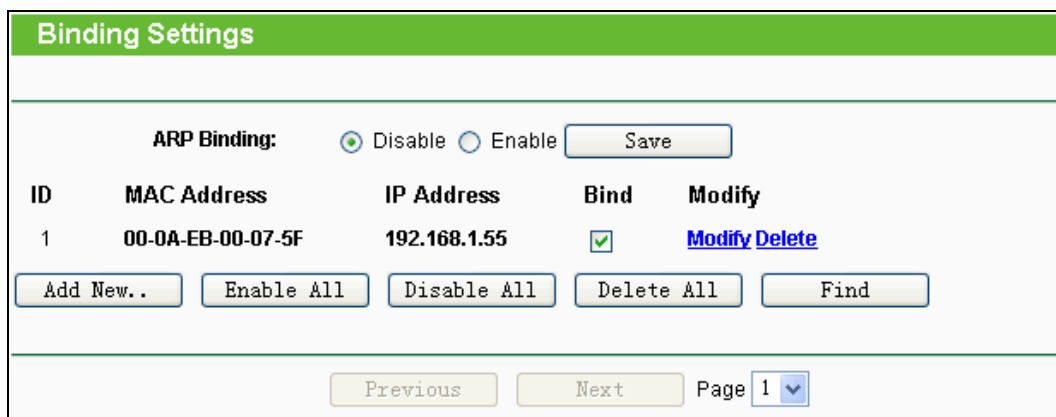 Binding Settings
ARP Binding: Disable Enable Save
ID MAC Address IP Address Bind Modify
1 00-0A-EB-00-07-5F 192.168.1.55 Modify Delete
Add New.. Enable All Disable All Delete All Find
Previous Next Page 1